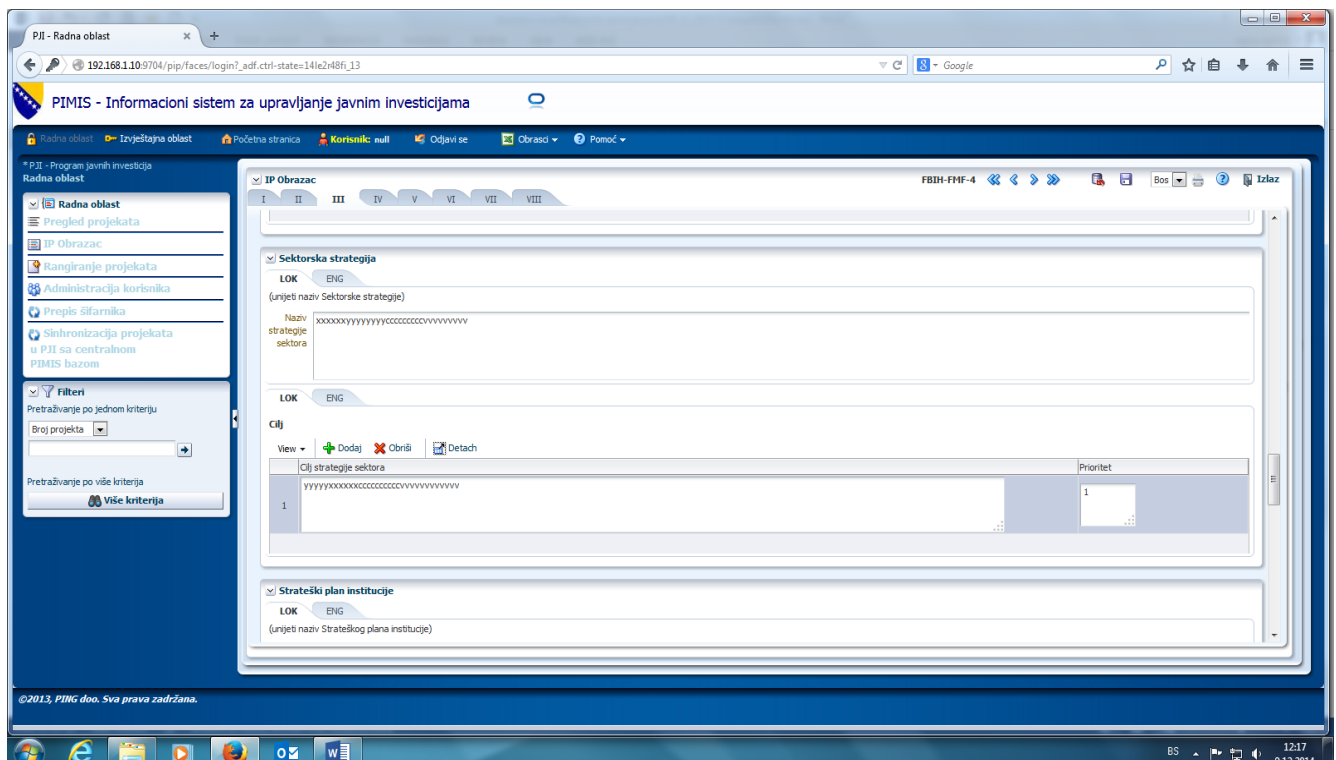 PJI - Radna oblast
192.168.1.10:9704/pip/faces/login?_adf.ctrl-state=14le2r48fi_13
Google
PIMIS - Informacioni sistem za upravljanje javnim investicijama
Radna oblast Izvještajna oblast Početna stranica Korisnik: null Odjavi se Obrasci Pomoć
* PJI - Program javnih investicija
Radna oblast
Radna oblast
Pregled projekata
IP Obrazac
Rangiranje projekata
Administracija korisnika
Prepis šifarnika
Sinhronizacija projekata
u PJI sa centralnom
PIMIS bazom
Filteri
Pretraživanje po jednom kriteriju
Broj projekta
Pretraživanje po više kriterija
Više kriterija
IP Obrazac FBIH-FMF-4 Bos Izlaz
I II III IV V VI VII VIII
Sektorska strategija
LOK ENG
(unijeti naziv Sektorske strategije)
Naziv
strategije
sektora
xxxxxxyyyyyyyycccccccccvvvvvvvvv
LOK ENG
Cilj
View Dodaj Obriši Detach
Cilj strategije sektora Prioritet
1 yyyyyxxxxxxccccccccccvvvvvvvvvvvv 1
Strateški plan institucije
LOK ENG
(unijeti naziv Strateškog plana institucije)
©2013, PING doo. Sva prava zadržana.
BS 12:17